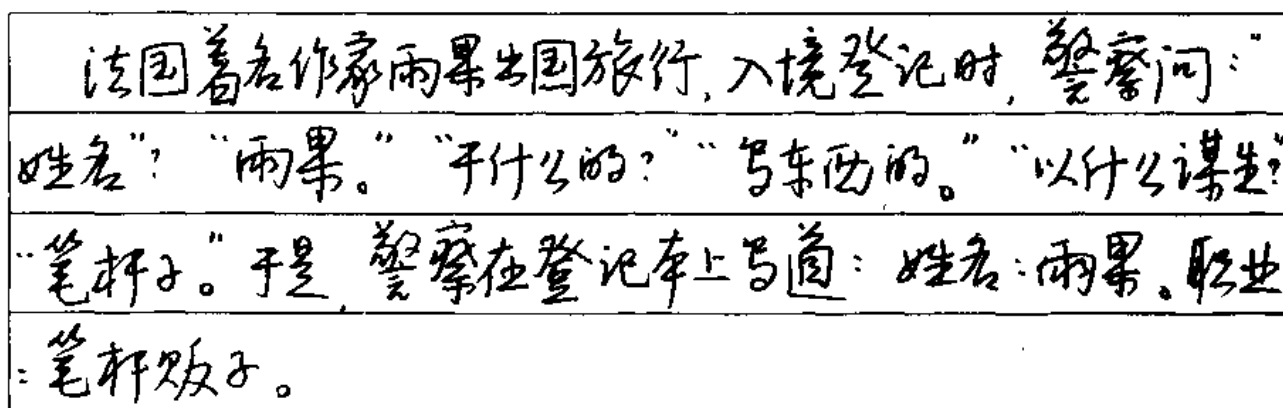 法国着名作家雨果出国旅行,入境登记时,警察问:"
姓名"?"雨果。""干什么的?""写东西的。""以什么谋生?"
"笔杆子。"于是,警察在登记本上写道:姓名:雨果。职业
:笔杆贩子。